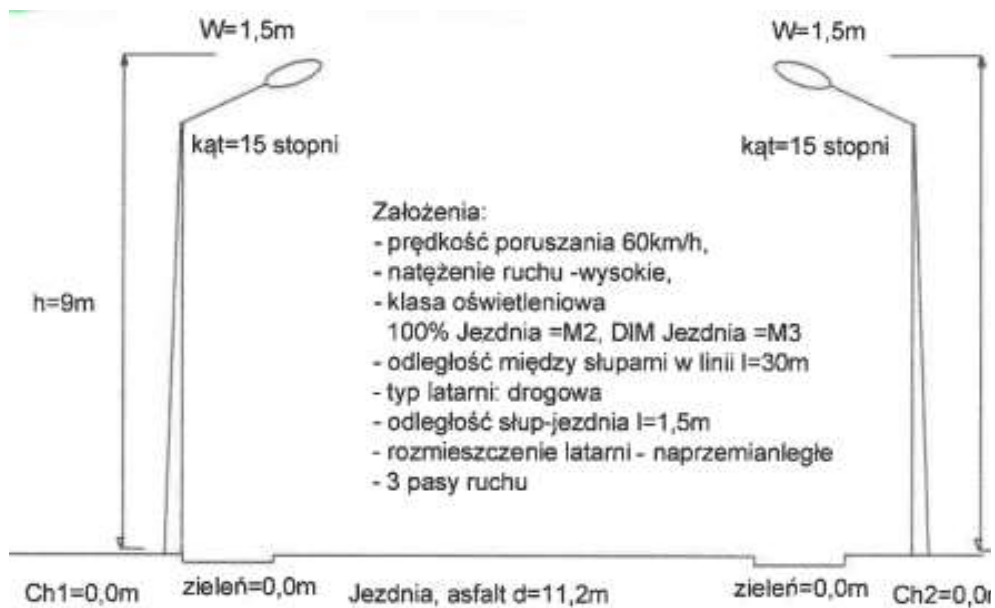 W=1,5m
W=1,5m
kąt=15 stopni
kąt=15 stopni
Założenia:
- prędkość poruszania 60km/h,
- natężenie ruchu -wysokie,
- klasa oświetleniowa
100% Jezdnia =M2, DIM Jezdnia =M3
- odległość między słupami w linii l=30m
- typ latarni: drogowa
- odległość słup-jezdnia l=1,5m
- rozmieszczenie latarni - naprzemianległe
- 3 pasy ruchu
h=9m
Ch1=0,0m
zieleń=0,0m
Jezdnia, asfalt d=11,2m
zieleń=0,0m
Ch2=0,0m